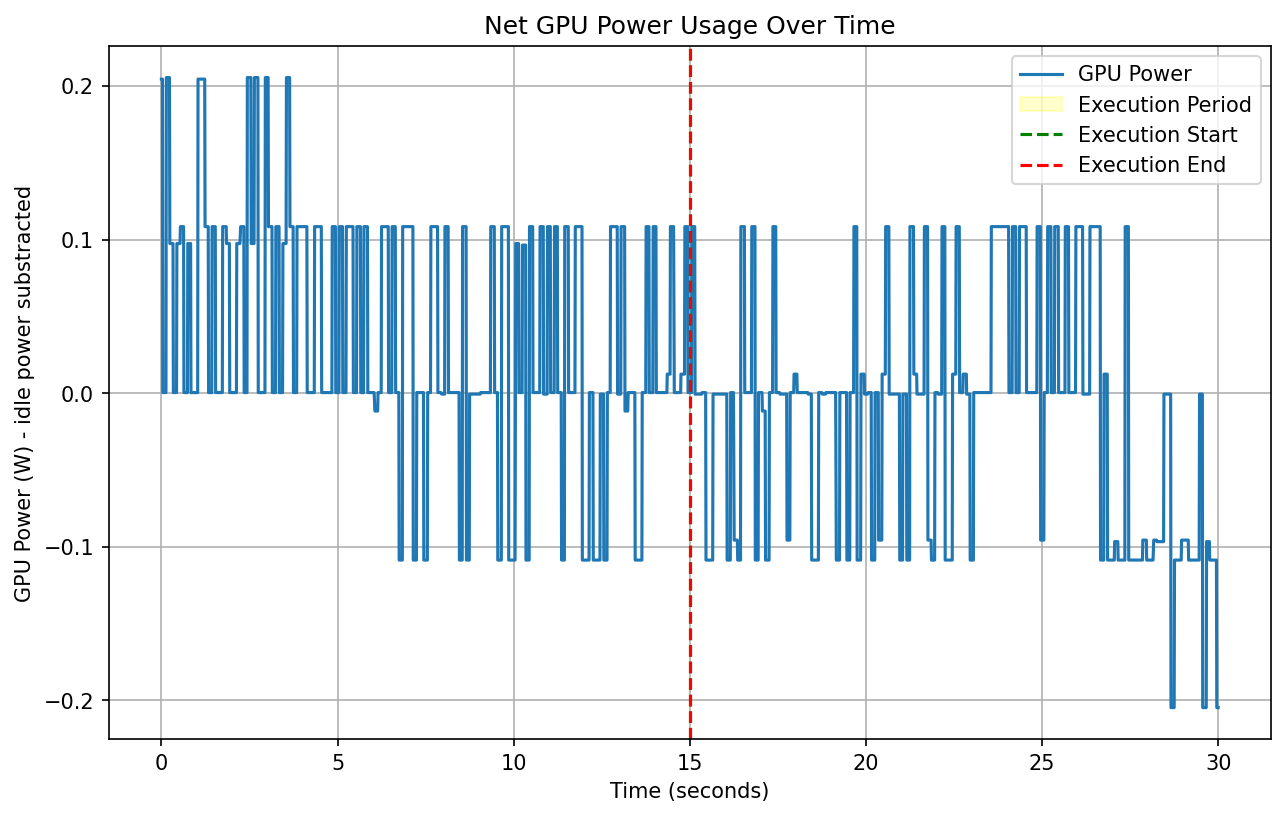 Net GPU Power Usage Over Time
GPU Power
Execution Period
Execution Start
Execution End
GPU Power (W) - idle power substracted
0.2
0.1
0.0
−0.1
−0.2
0 5 10 15 20 25 30
Time (seconds)